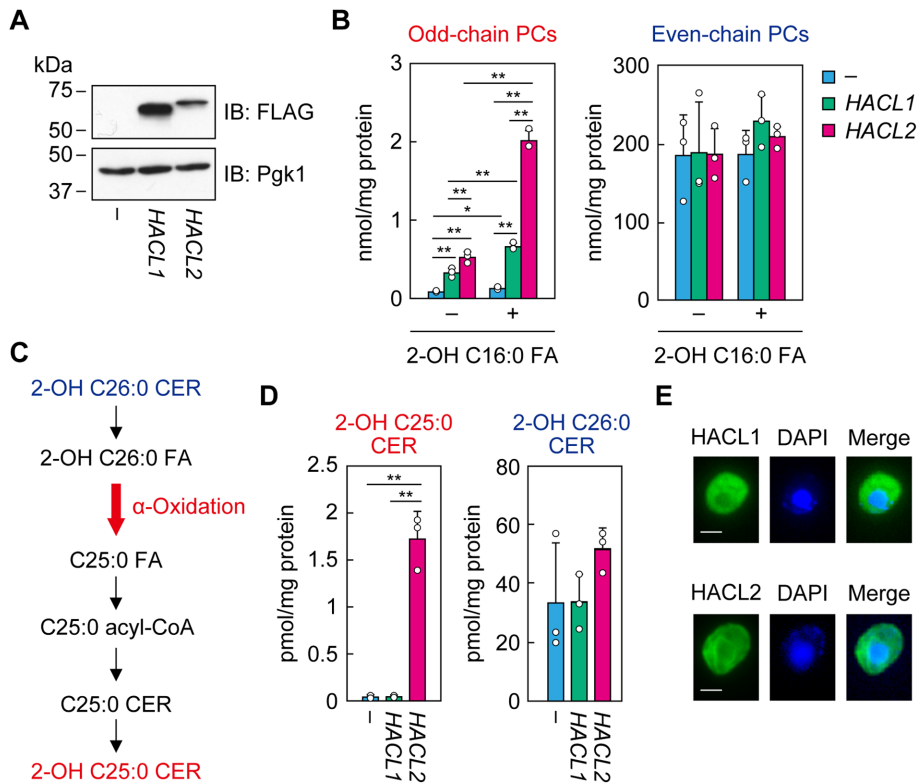 A
kDa
75
50
IB: FLAG
50
37
IB: Pgk1
–
HACL1
HACL2
B
Odd-chain PCs
3
2
1
0
nmol/mg protein
**
**
**
**
**
*
**
**
**
–
+
2-OH C16:0 FA
Even-chain PCs
300
200
100
0
nmol/mg protein
–
+
2-OH C16:0 FA
–
HACL1
HACL2
C
2-OH C26:0 CER
2-OH C26:0 FA
α-Oxidation
C25:0 FA
C25:0 acyl-CoA
C25:0 CER
2-OH C25:0 CER
D
2-OH C25:0
CER
2.5
2
1.5
1
0.5
0
pmol/mg protein
**
**
–
HACL1
HACL2
2-OH C26:0
CER
80
60
40
20
0
pmol/mg protein
–
HACL1
HACL2
E
HACL1 DAPI Merge
HACL2 DAPI Merge